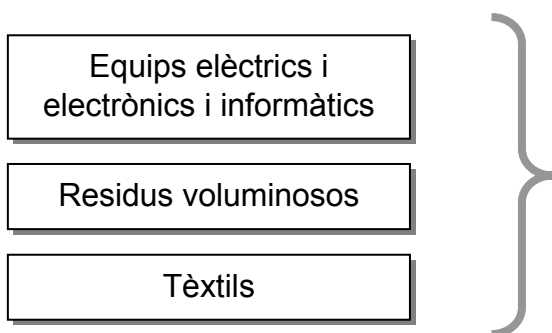 Equips elèctrics i
electrònics i informàtics
Residus voluminosos
Tèxtils